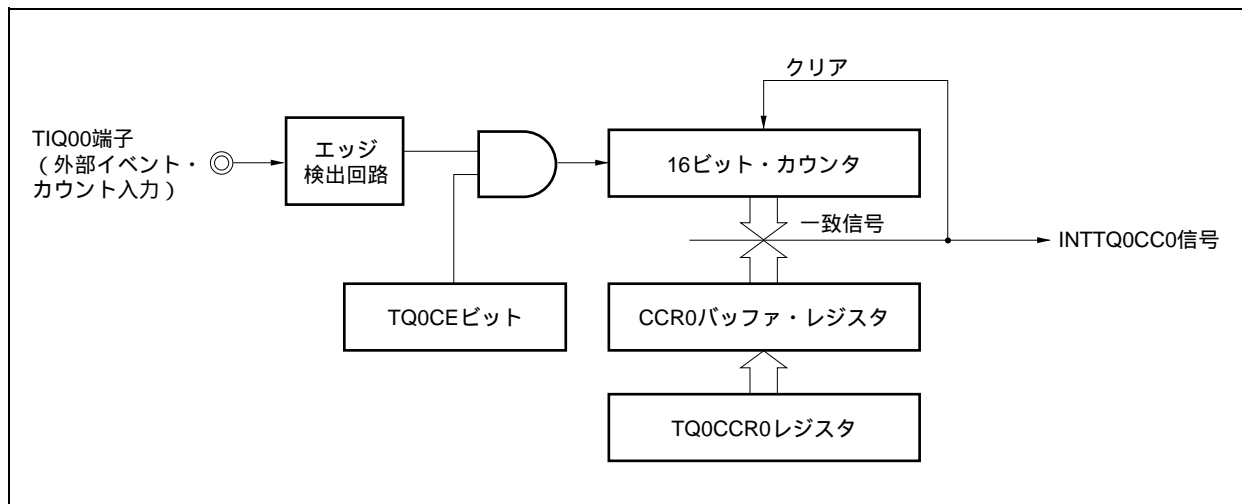 クリア
TIQ00端子
(外部イベント・
カウント入力)
エッジ
検出回路
16ビット・カウンタ
一致信号
INTTQ0CC0信号
TQ0CEビット
CCR0バッファ・レジスタ
TQ0CCR0レジスタ